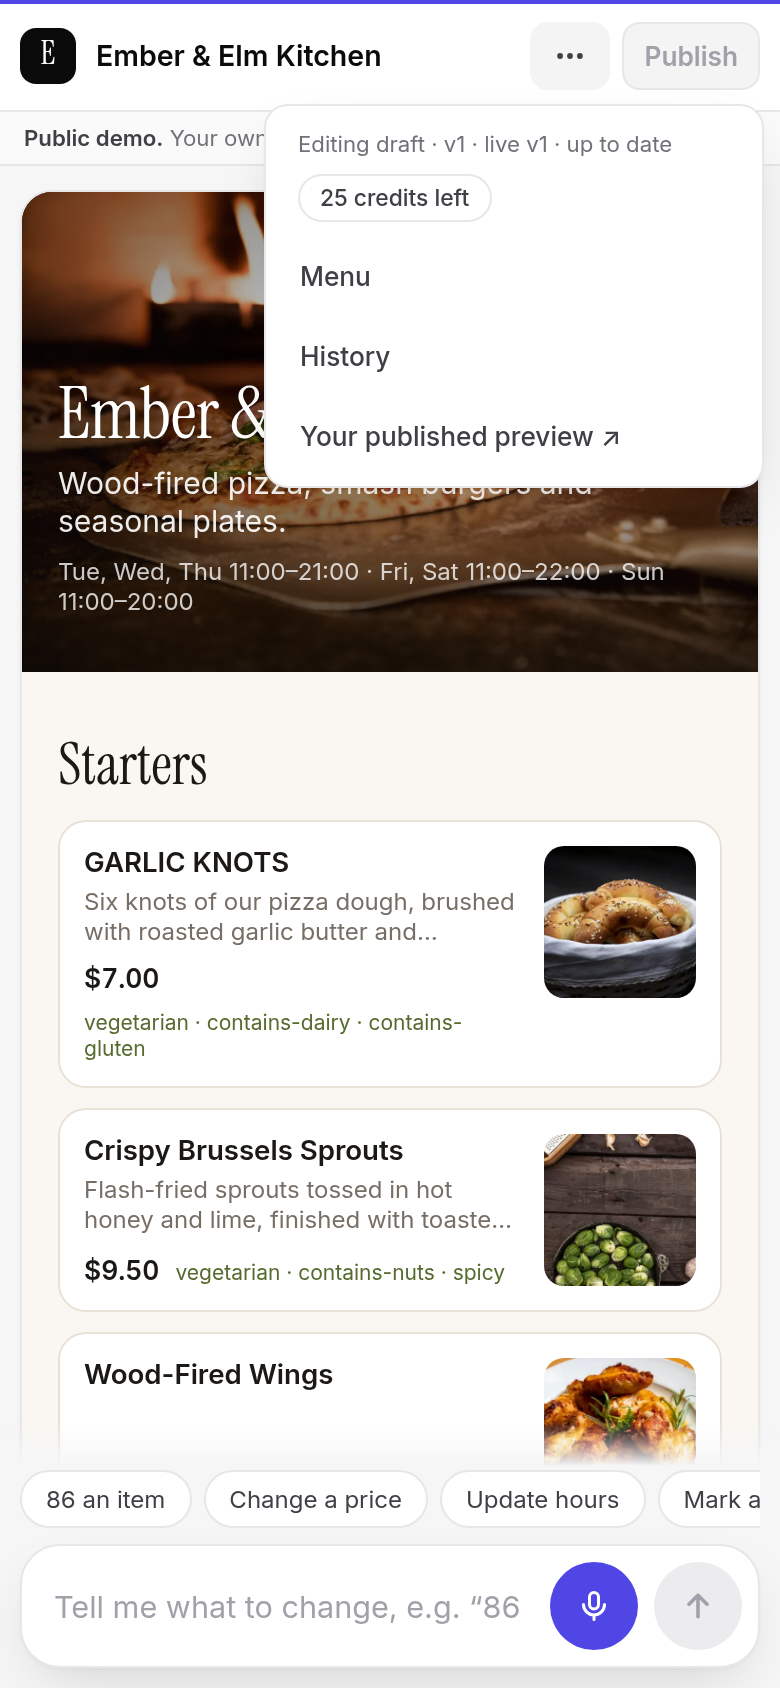 E
Ember & Elm Kitchen
Publish
Public demo. Your own
Editing draft · v1 · live v1 · up to date
25 credits left
Menu
History
Your published preview ↗
Ember &
Wood-fired pizza, smash burgers and
seasonal plates.
Tue, Wed, Thu 11:00–21:00 · Fri, Sat 11:00–22:00 · Sun
11:00–20:00
Starters
GARLIC KNOTS
Six knots of our pizza dough, brushed
with roasted garlic butter and...
$7.00
vegetarian · contains-dairy · contains-
gluten
Crispy Brussels Sprouts
Flash-fried sprouts tossed in hot
honey and lime, finished with toaste...
$9.50 vegetarian · contains-nuts · spicy
Wood-Fired Wings
86 an item
Change a price
Update hours
Mark a
Tell me what to change, e.g. “86